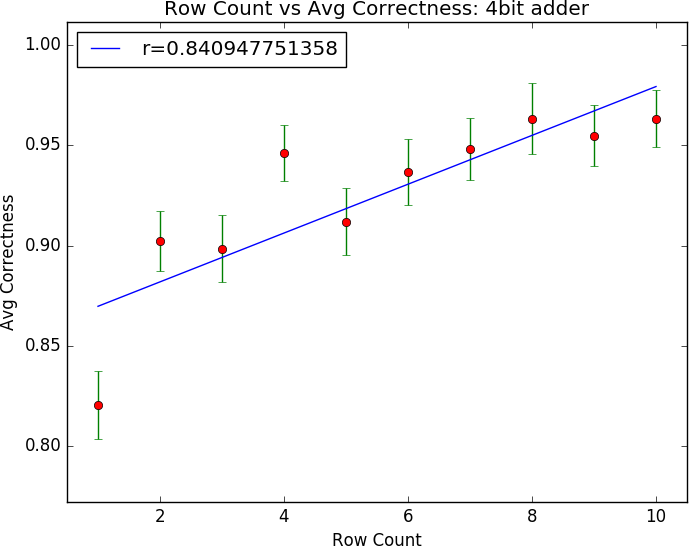 Row Count vs Avg Correctness: 4bit adder
r=0.840947751358
1.00
0.95
0.90
0.85
0.80
Avg Correctness
2 4 6 8 10
Row Count